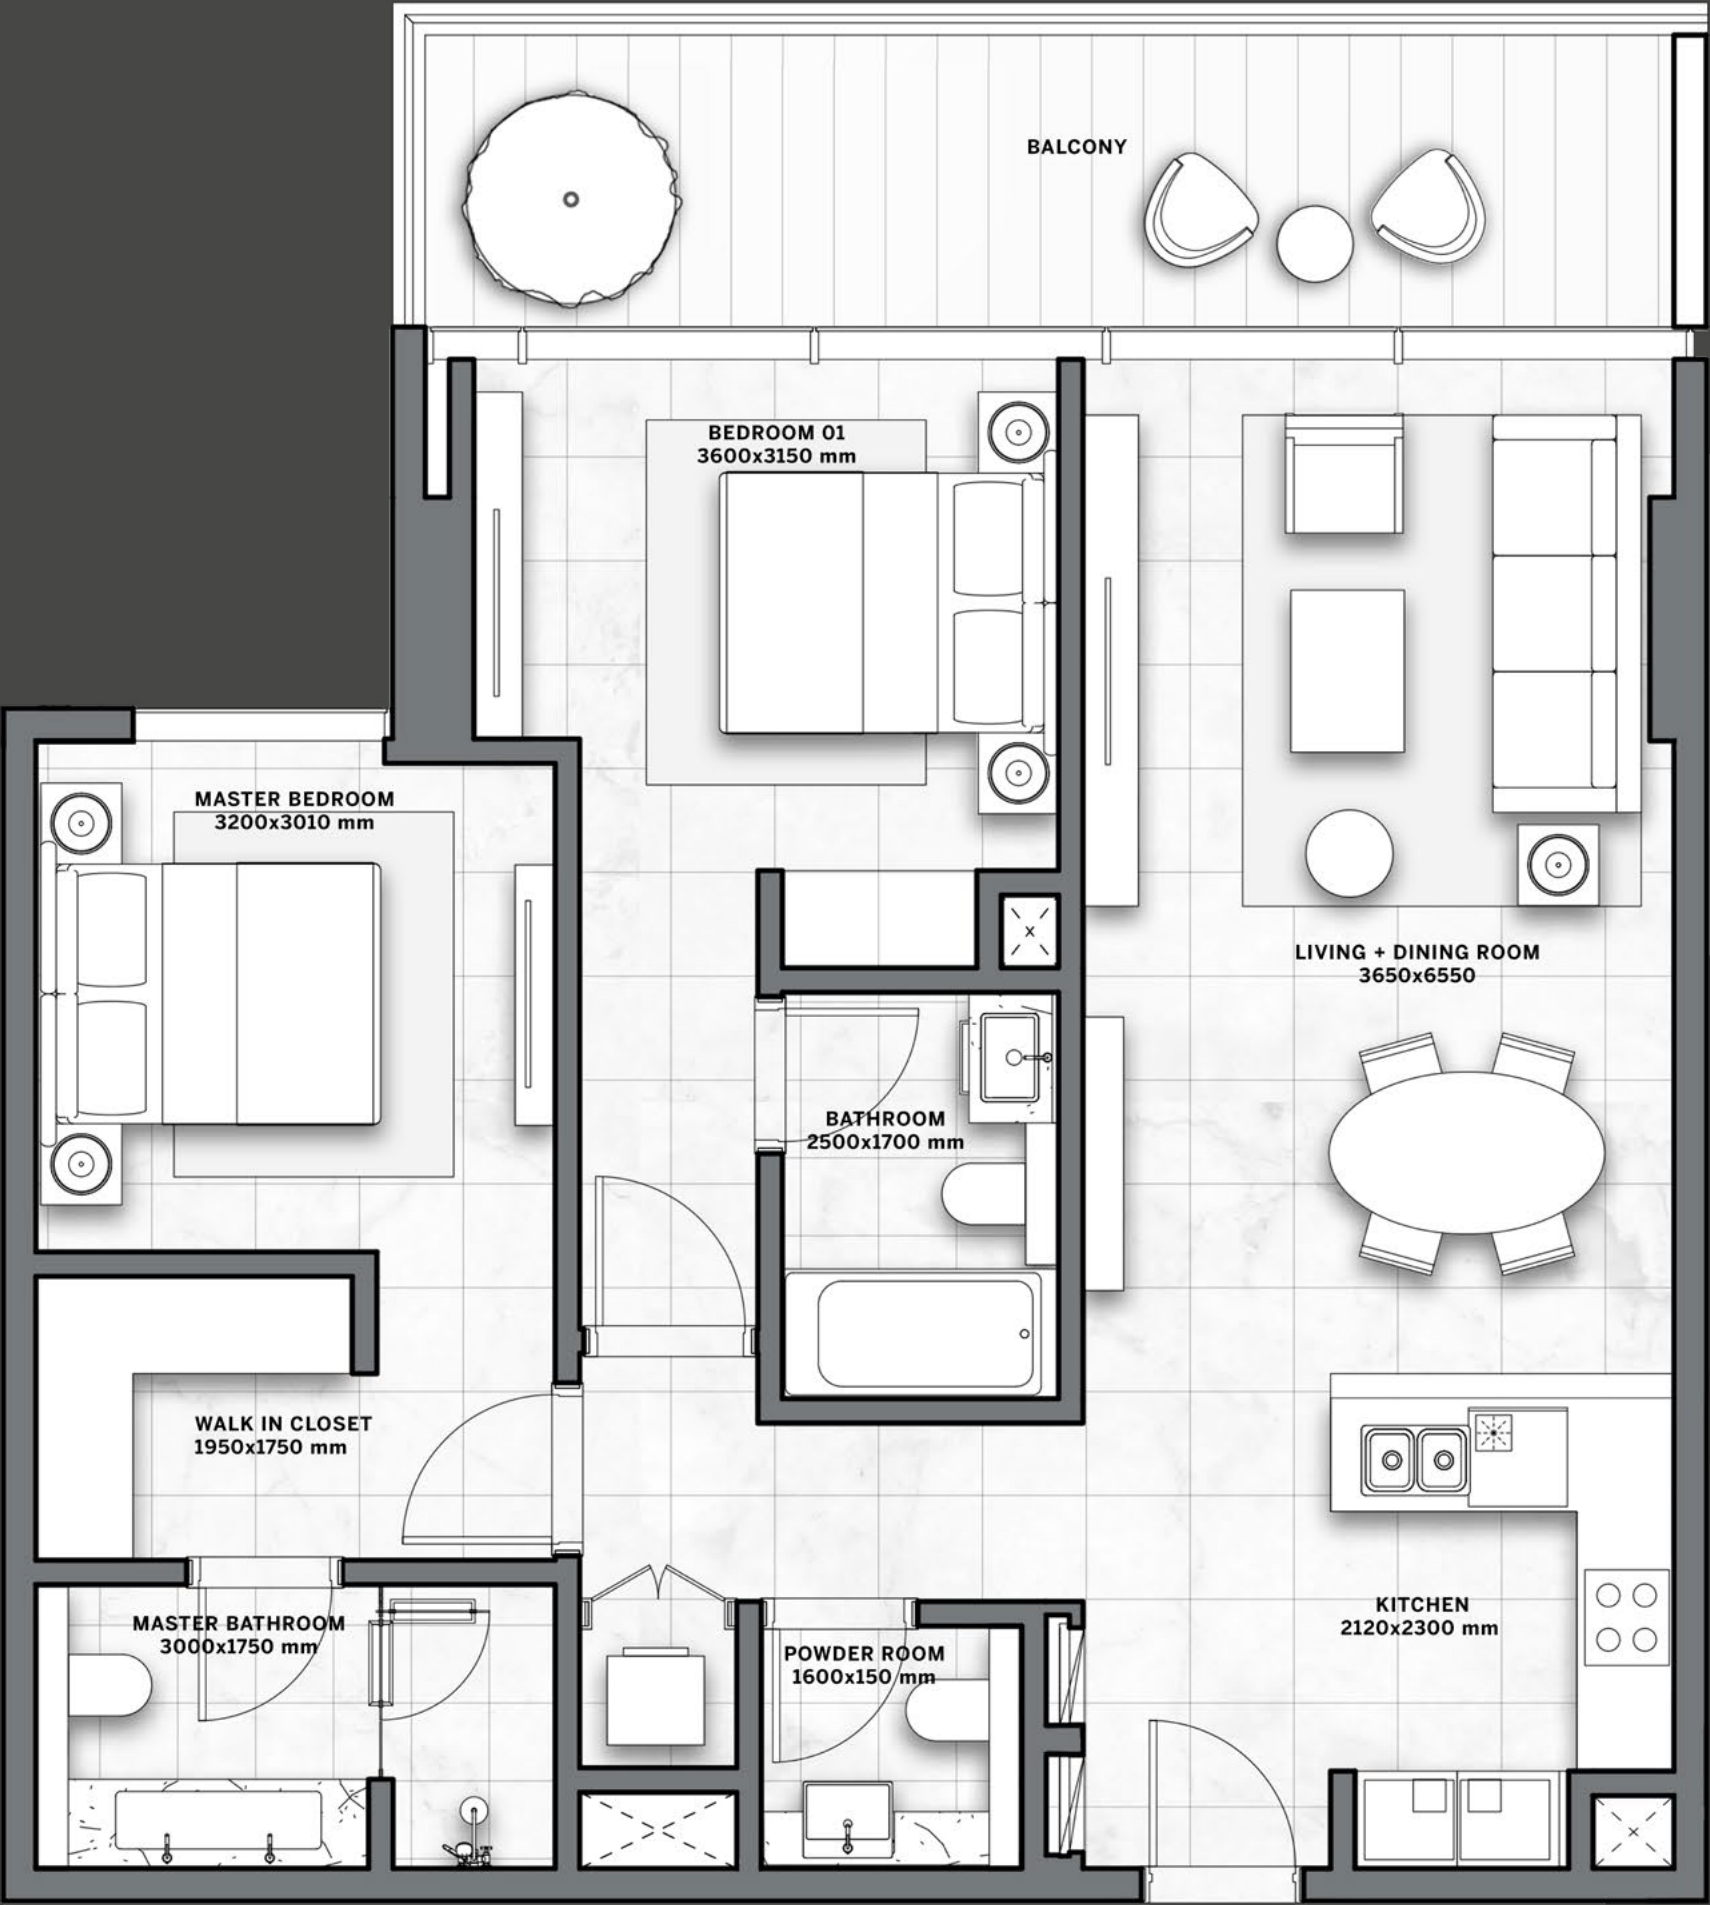 BALCONY
BEDROOM 01
3600x3150 mm
MASTER BEDROOM
3200x3010 mm
LIVING + DINING ROOM
3650x6550
BATHROOM
2500x1700 mm
WALK IN CLOSET
1950x1750 mm
KITCHEN
2120x2300 mm
MASTER BATHROOM
3000x1750 mm
POWDER ROOM
1600x150 mm